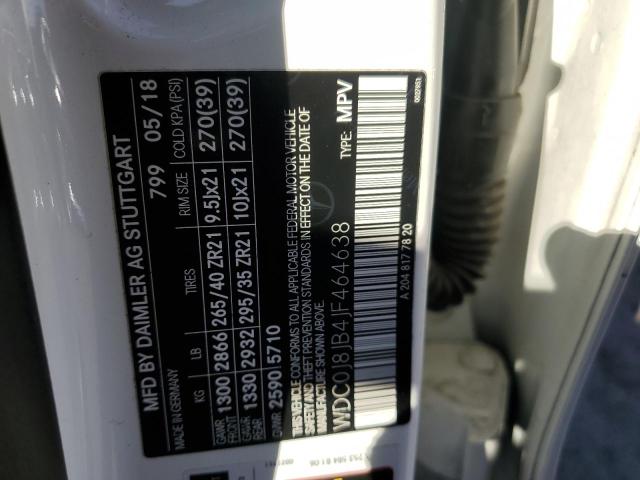 MFD BY DAIMLER AG STUTTGART 799 05/18
MADE IN GERMANY KG LB TIRES RIM SIZE COLD KPA (PSI)
GAWR FRONT 1300 2866 265/40 ZR21 9.5Jx21 270(39)
GAWR REAR 1330 2932 295/35 ZR21 10Jx21 270(39)
GVWR 2590 5710
THIS VEHICLE CONFORMS TO ALL APPLICABLE FEDERAL MOTOR VEHICLE
SAFETY AND THEFT PREVENTION STANDARDS IN EFFECT ON THE DATE OF
MANUFACTURE SHOWN ABOVE.
WDC0J8JB4JF464638 TYPE: MPV
A 204 817 78 20